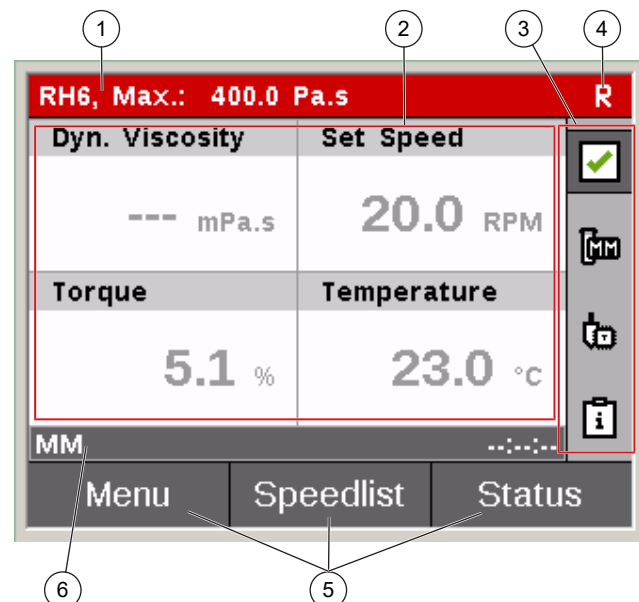 1 2 3 4
RH6, Max.: 400.0 Pa.s R
Dyn. Viscosity Set Speed
--- mPa.s 20.0 RPM
MM
Torque Temperature
T
5.1 % 23.0 °C
i
MM --:--:--
Menu Speedlist Status
6 5